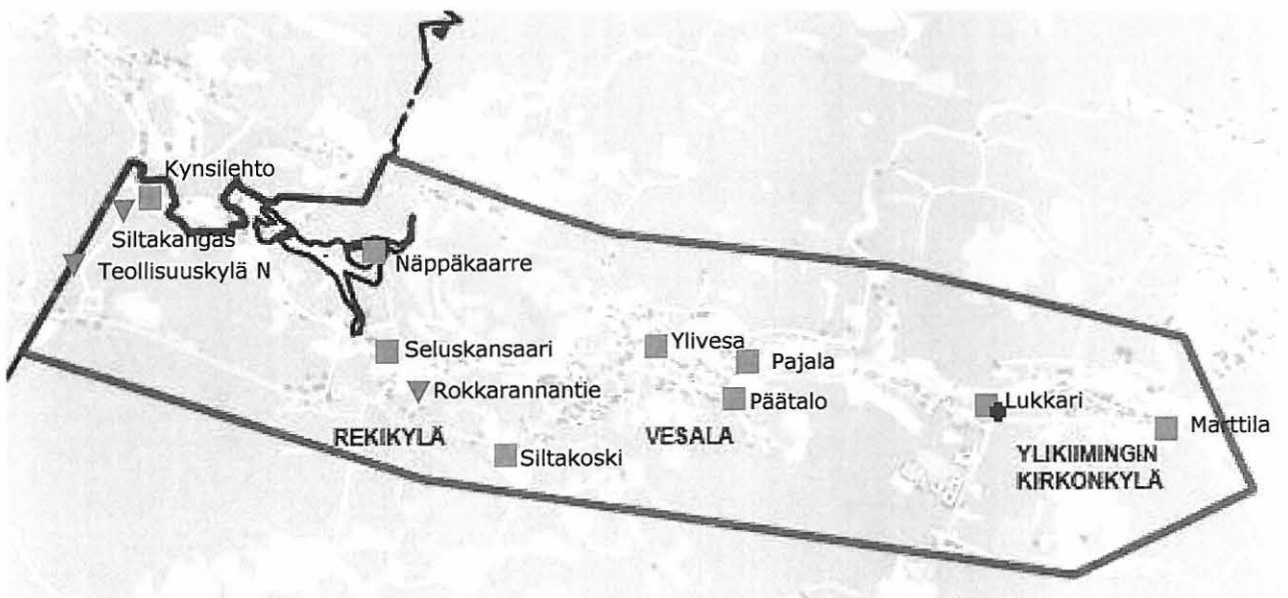 Kynsilehto
Siltakangas
Teollisuuskylä N
Näppäkaarre
Seluskansaari
Ylivesa
Pajala
Rokkarannantie
Päätalo
Lukkari
Marttila
REKIKYLÄ
VESALA
Siltakoski
YLIKIIMINGIN
KIRKONKYLÄ